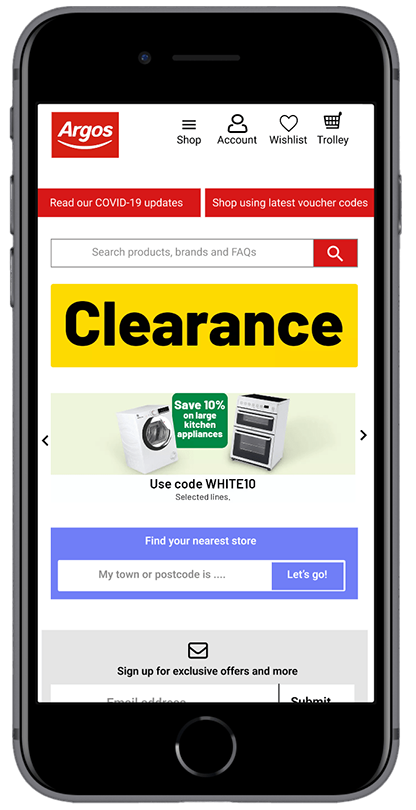 Argos
Shop Account Wishlist Trolley
Read our COVID-19 updates
Shop using latest voucher codes
Search products, brands and FAQs
Clearance
Save 10%
on large
kitchen
appliances
Use code WHITE10
Selected lines.
Find your nearest store
My town or postcode is ....
Let's go!
Sign up for exclusive offers and more
Email address
Submit